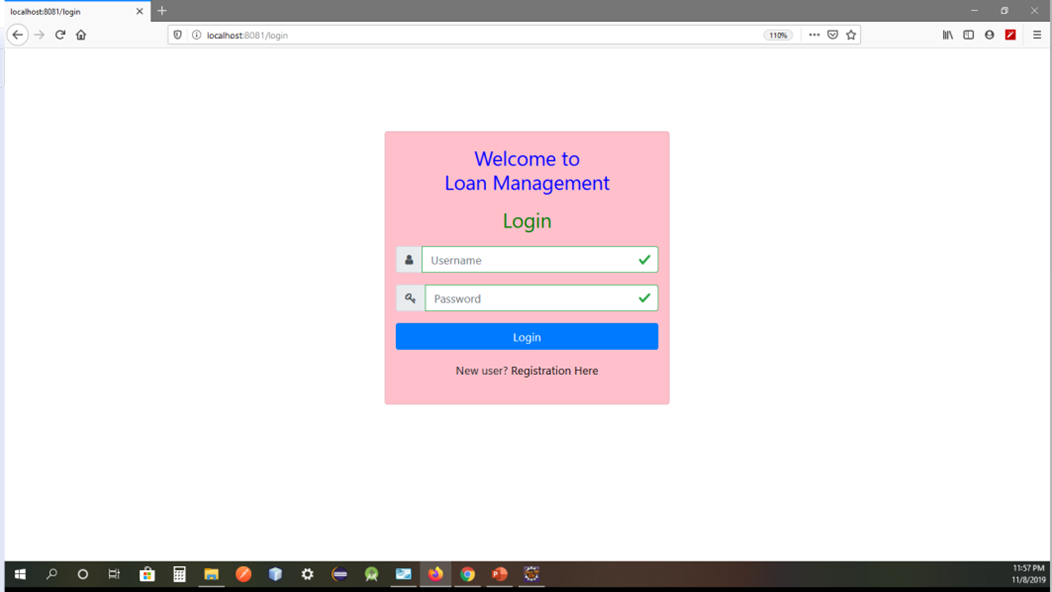 localhost:8081/login
localhost:8081/login
110%
Welcome to
Loan Management
Login
Username
Password
Login
New user? Registration Here
11:57 PM
11/8/2019